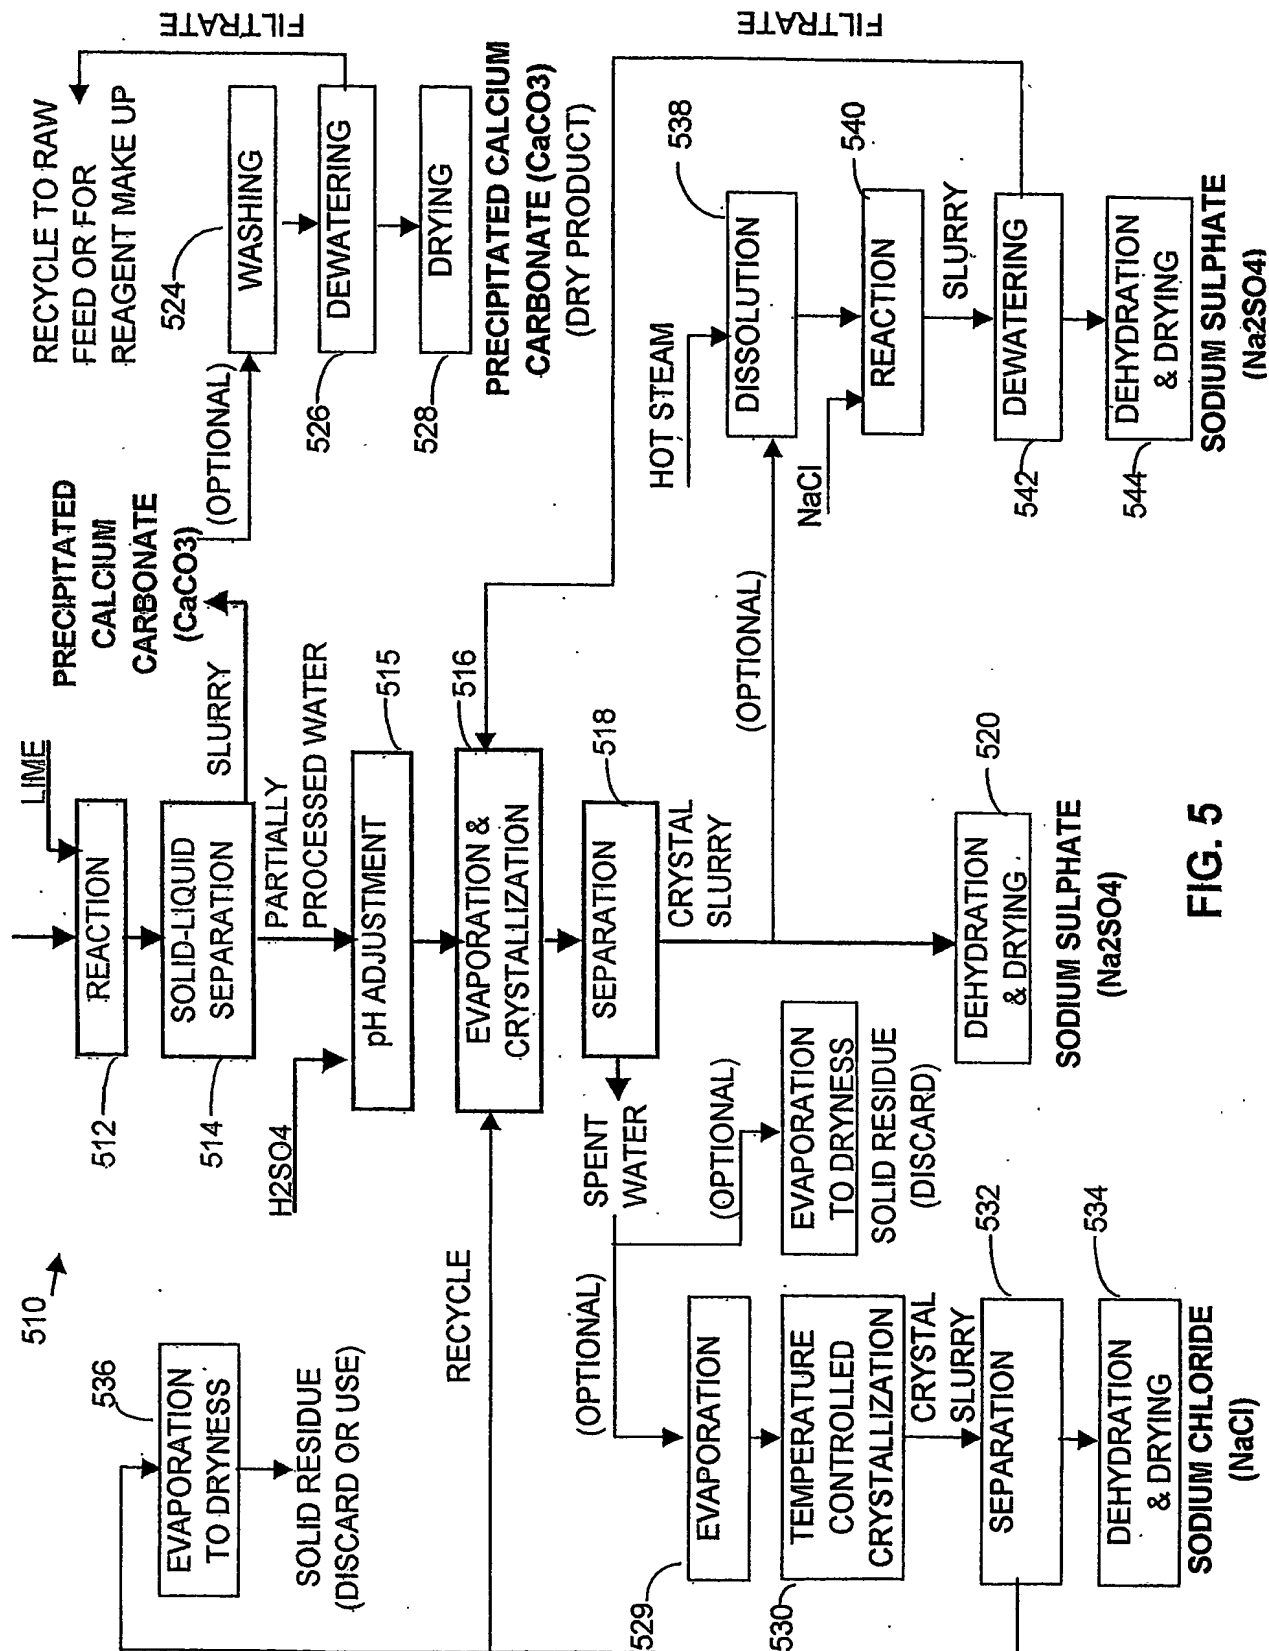 510
LIME
REACTION
512
SOLID-LIQUID
SEPARATION
514
SLURRY
PRECIPITATED
CALCIUM
CARBONATE
(CaCO3)
(OPTIONAL)
RECYCLE TO RAW
FEED OR FOR
REAGENT MAKE UP
FILTRATE
524
WASHING
DEWATERING
526
DRYING
528
PRECIPITATED CALCIUM
CARBONATE (CaCO3)
(DRY PRODUCT)
PARTIALLY
PROCESSED WATER
H2SO4
pH ADJUSTMENT
515
EVAPORATION &
CRYSTALLIZATION
516
RECYCLE
SEPARATION
518
CRYSTAL
SLURRY
(OPTIONAL)
DEHYDRATION
& DRYING
520
SODIUM SULPHATE
(Na2SO4)
SPENT
WATER
(OPTIONAL)
EVAPORATION
TO DRYNESS
SOLID RESIDUE
(DISCARD)
(OPTIONAL)
EVAPORATION
529
TEMPERATURE
CONTROLLED
CRYSTALLIZATION
530
CRYSTAL
SLURRY
SEPARATION
532
DEHYDRATION
& DRYING
534
SODIUM CHLORIDE
(NaCl)
536
EVAPORATION
TO DRYNESS
SOLID RESIDUE
(DISCARD OR USE)
HOT STEAM
DISSOLUTION
538
NaCl
REACTION
540
SLURRY
DEWATERING
542
FILTRATE
DEHYDRATION
& DRYING
544
SODIUM SULPHATE
(Na2SO4)
FIG. 5